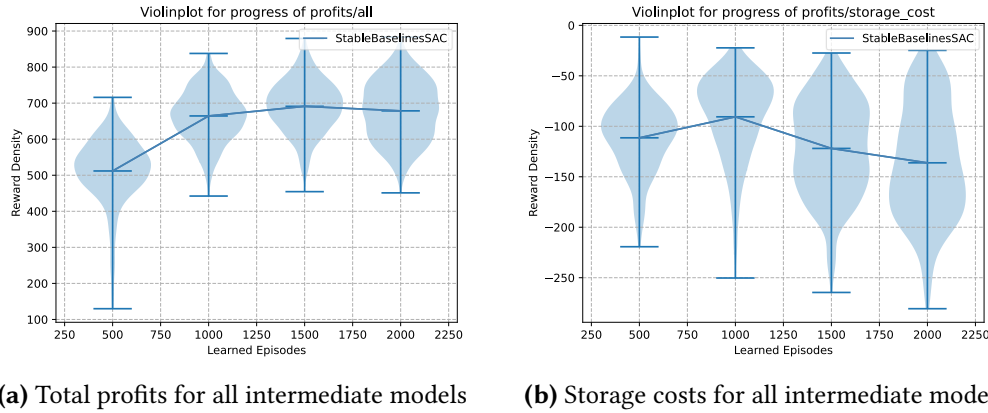 Violinplot for progress of profits/all
StableBaselinesSAC
Reward Density
900
800
700
600
500
400
300
200
100
250 500 750 1000 1250 1500 1750 2000 2250
Learned Episodes
Violinplot for progress of profits/storage_cost
StableBaselinesSAC
Reward Density
0
−50
−100
−150
−200
−250
250 500 750 1000 1250 1500 1750 2000 2250
Learned Episodes
(a) Total profits for all intermediate models
(b) Storage costs for all intermediate mode